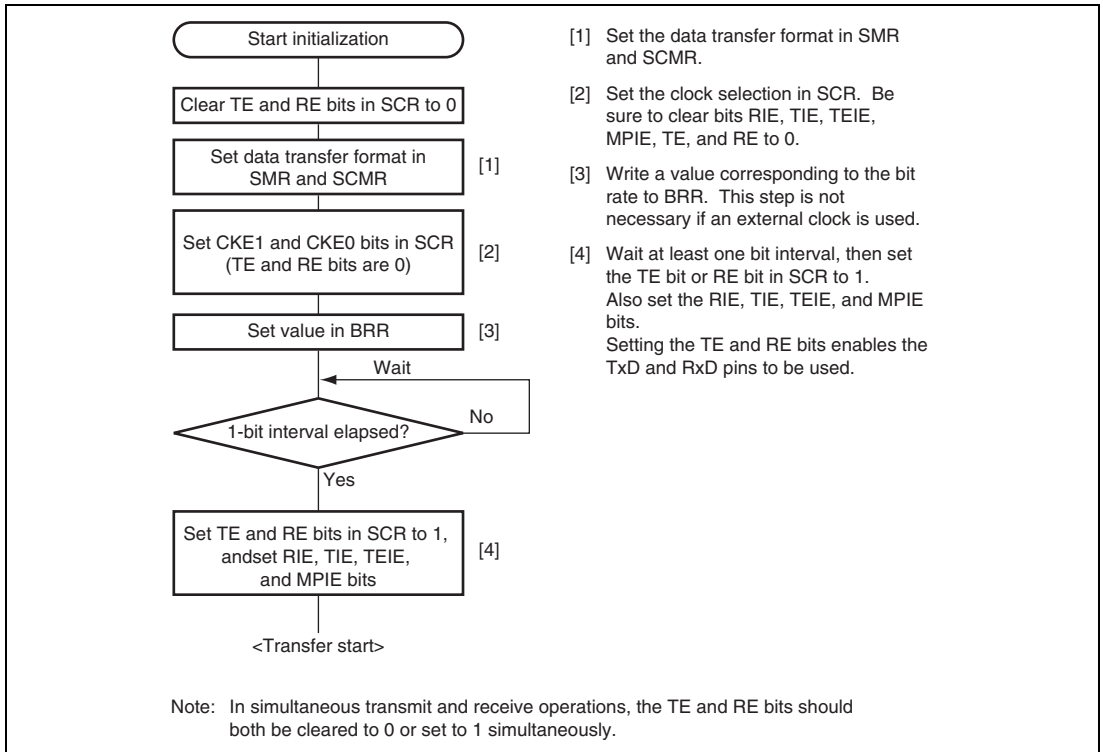 Start initialization
Clear TE and RE bits in SCR to 0
Set data transfer format in
SMR and SCMR
[1]
Set CKE1 and CKE0 bits in SCR
(TE and RE bits are 0)
[2]
Set value in BRR
[3]
Wait
No
1-bit interval elapsed?
Yes
Set TE and RE bits in SCR to 1,
andset RIE, TIE, TEIE,
and MPIE bits
[4]
<Transfer start>
[1] Set the data transfer format in SMR
and SCMR.
[2] Set the clock selection in SCR. Be
sure to clear bits RIE, TIE, TEIE,
MPIE, TE, and RE to 0.
[3] Write a value corresponding to the bit
rate to BRR. This step is not
necessary if an external clock is used.
[4] Wait at least one bit interval, then set
the TE bit or RE bit in SCR to 1.
Also set the RIE, TIE, TEIE, and MPIE
bits.
Setting the TE and RE bits enables the
TxD and RxD pins to be used.
Note: In simultaneous transmit and receive operations, the TE and RE bits should
both be cleared to 0 or set to 1 simultaneously.